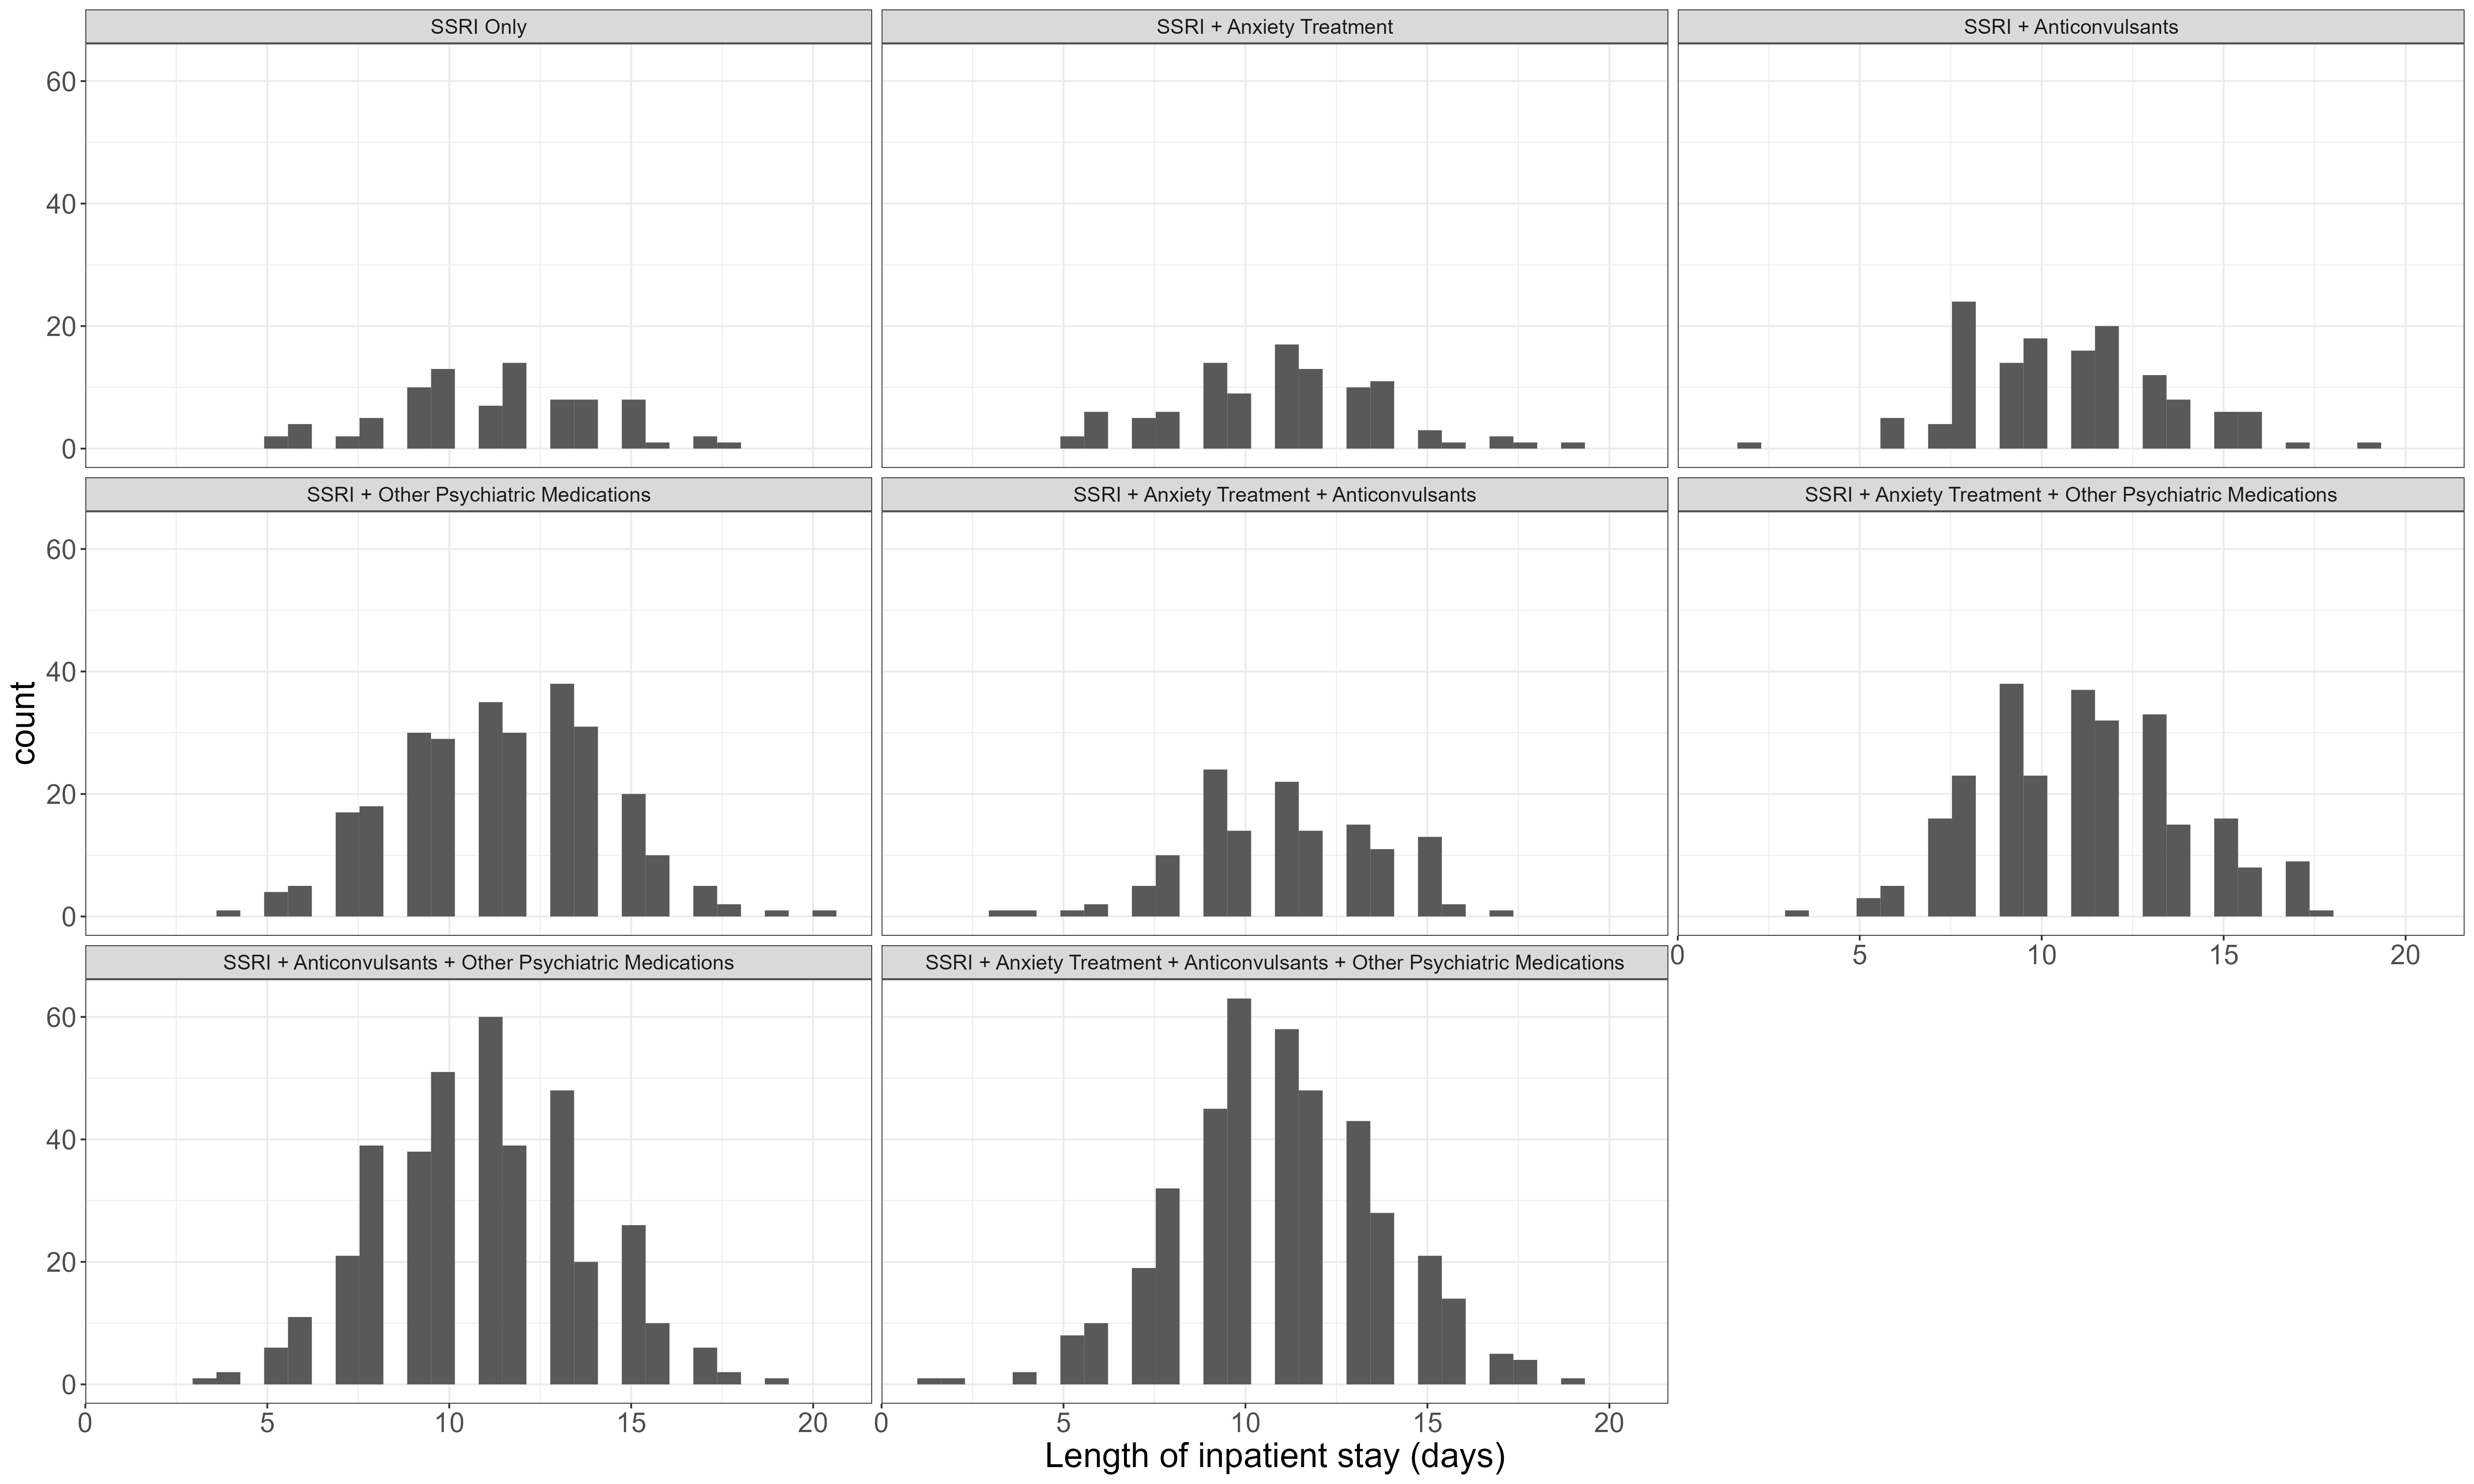 SSRI Only
SSRI + Anxiety Treatment
SSRI + Anticonvulsants
60
40
20
0
SSRI + Other Psychiatric Medications
SSRI + Anxiety Treatment + Anticonvulsants
SSRI + Anxiety Treatment + Other Psychiatric Medications
60
40
20
0
count
0 5 10 15 20
SSRI + Anticonvulsants + Other Psychiatric Medications
SSRI + Anxiety Treatment + Anticonvulsants + Other Psychiatric Medications
60
40
20
0
0 5 10 15 20
0 5 10 15 20
Length of inpatient stay (days)